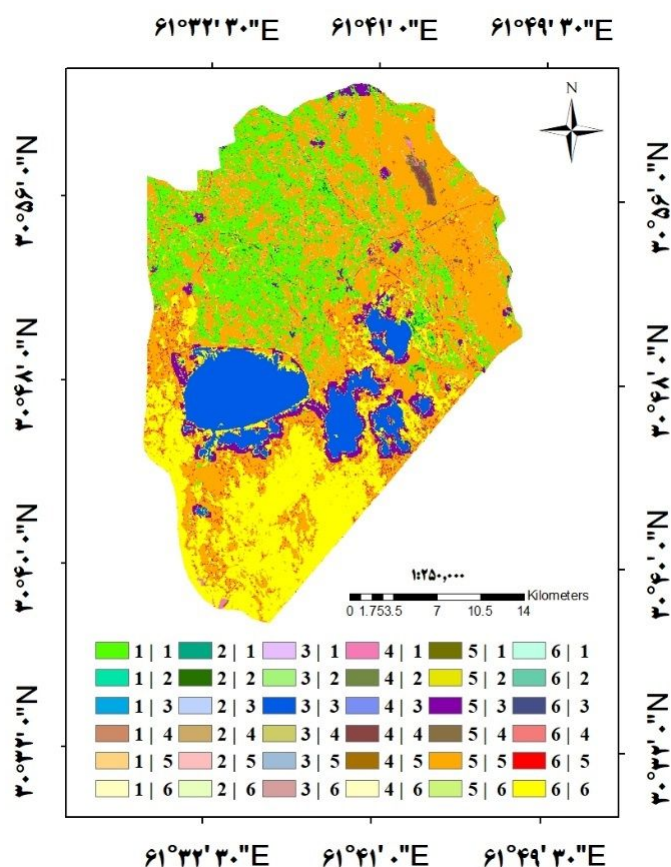 ۶۱°۳۲' ۳۰"E ۶۱°۴۱' ۰"E ۶۱°۴۹' ۳۰"E
N
۳۰°۵۶' ۰"N ۳۰°۵۶' ۰"N
۳۰°۴۸' ۰"N ۳۰°۴۸' ۰"N
۳۰°۴۰' ۰"N ۳۰°۴۰' ۰"N
۱:۲۵۰,۰۰۰
Kilometers
0 1.753.5 7 10.5 14
1 | 1 2 | 1 3 | 1 4 | 1 5 | 1 6 | 1
1 | 2 2 | 2 3 | 2 4 | 2 5 | 2 6 | 2
1 | 3 2 | 3 3 | 3 4 | 3 5 | 3 6 | 3
1 | 4 2 | 4 3 | 4 4 | 4 5 | 4 6 | 4
1 | 5 2 | 5 3 | 5 4 | 5 5 | 5 6 | 5
1 | 6 2 | 6 3 | 6 4 | 6 5 | 6 6 | 6
۳۰°۳۲' ۰"N ۳۰°۳۲' ۰"N
۶۱°۳۲' ۳۰"E ۶۱°۴۱' ۰"E ۶۱°۴۹' ۳۰"E